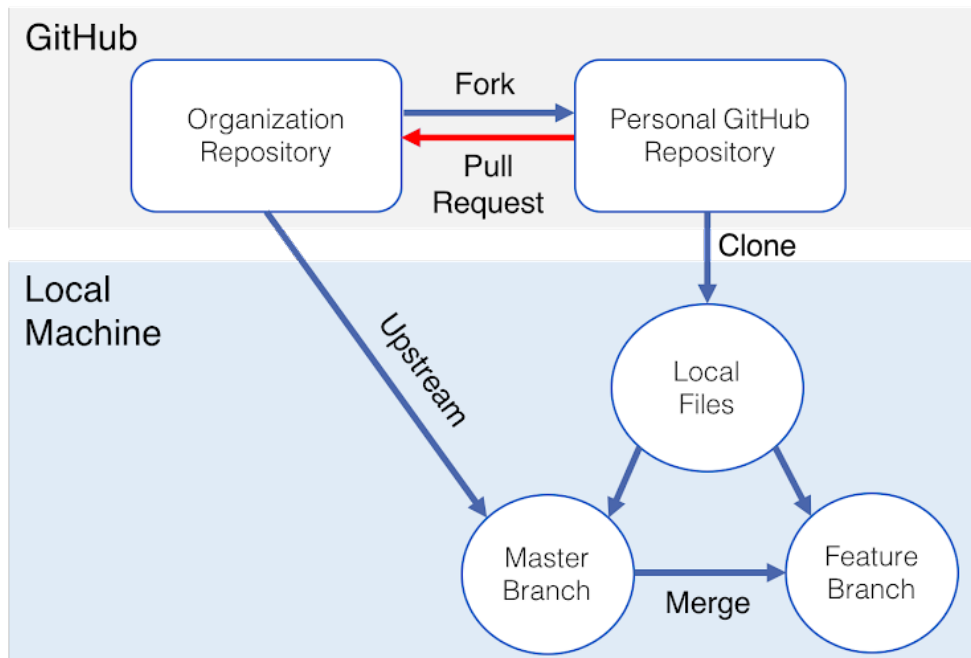 GitHub
Organization
Repository
Fork
Pull
Request
Personal GitHub
Repository
Clone
Local
Machine
Upstream
Local
Files
Master
Branch
Merge
Feature
Branch